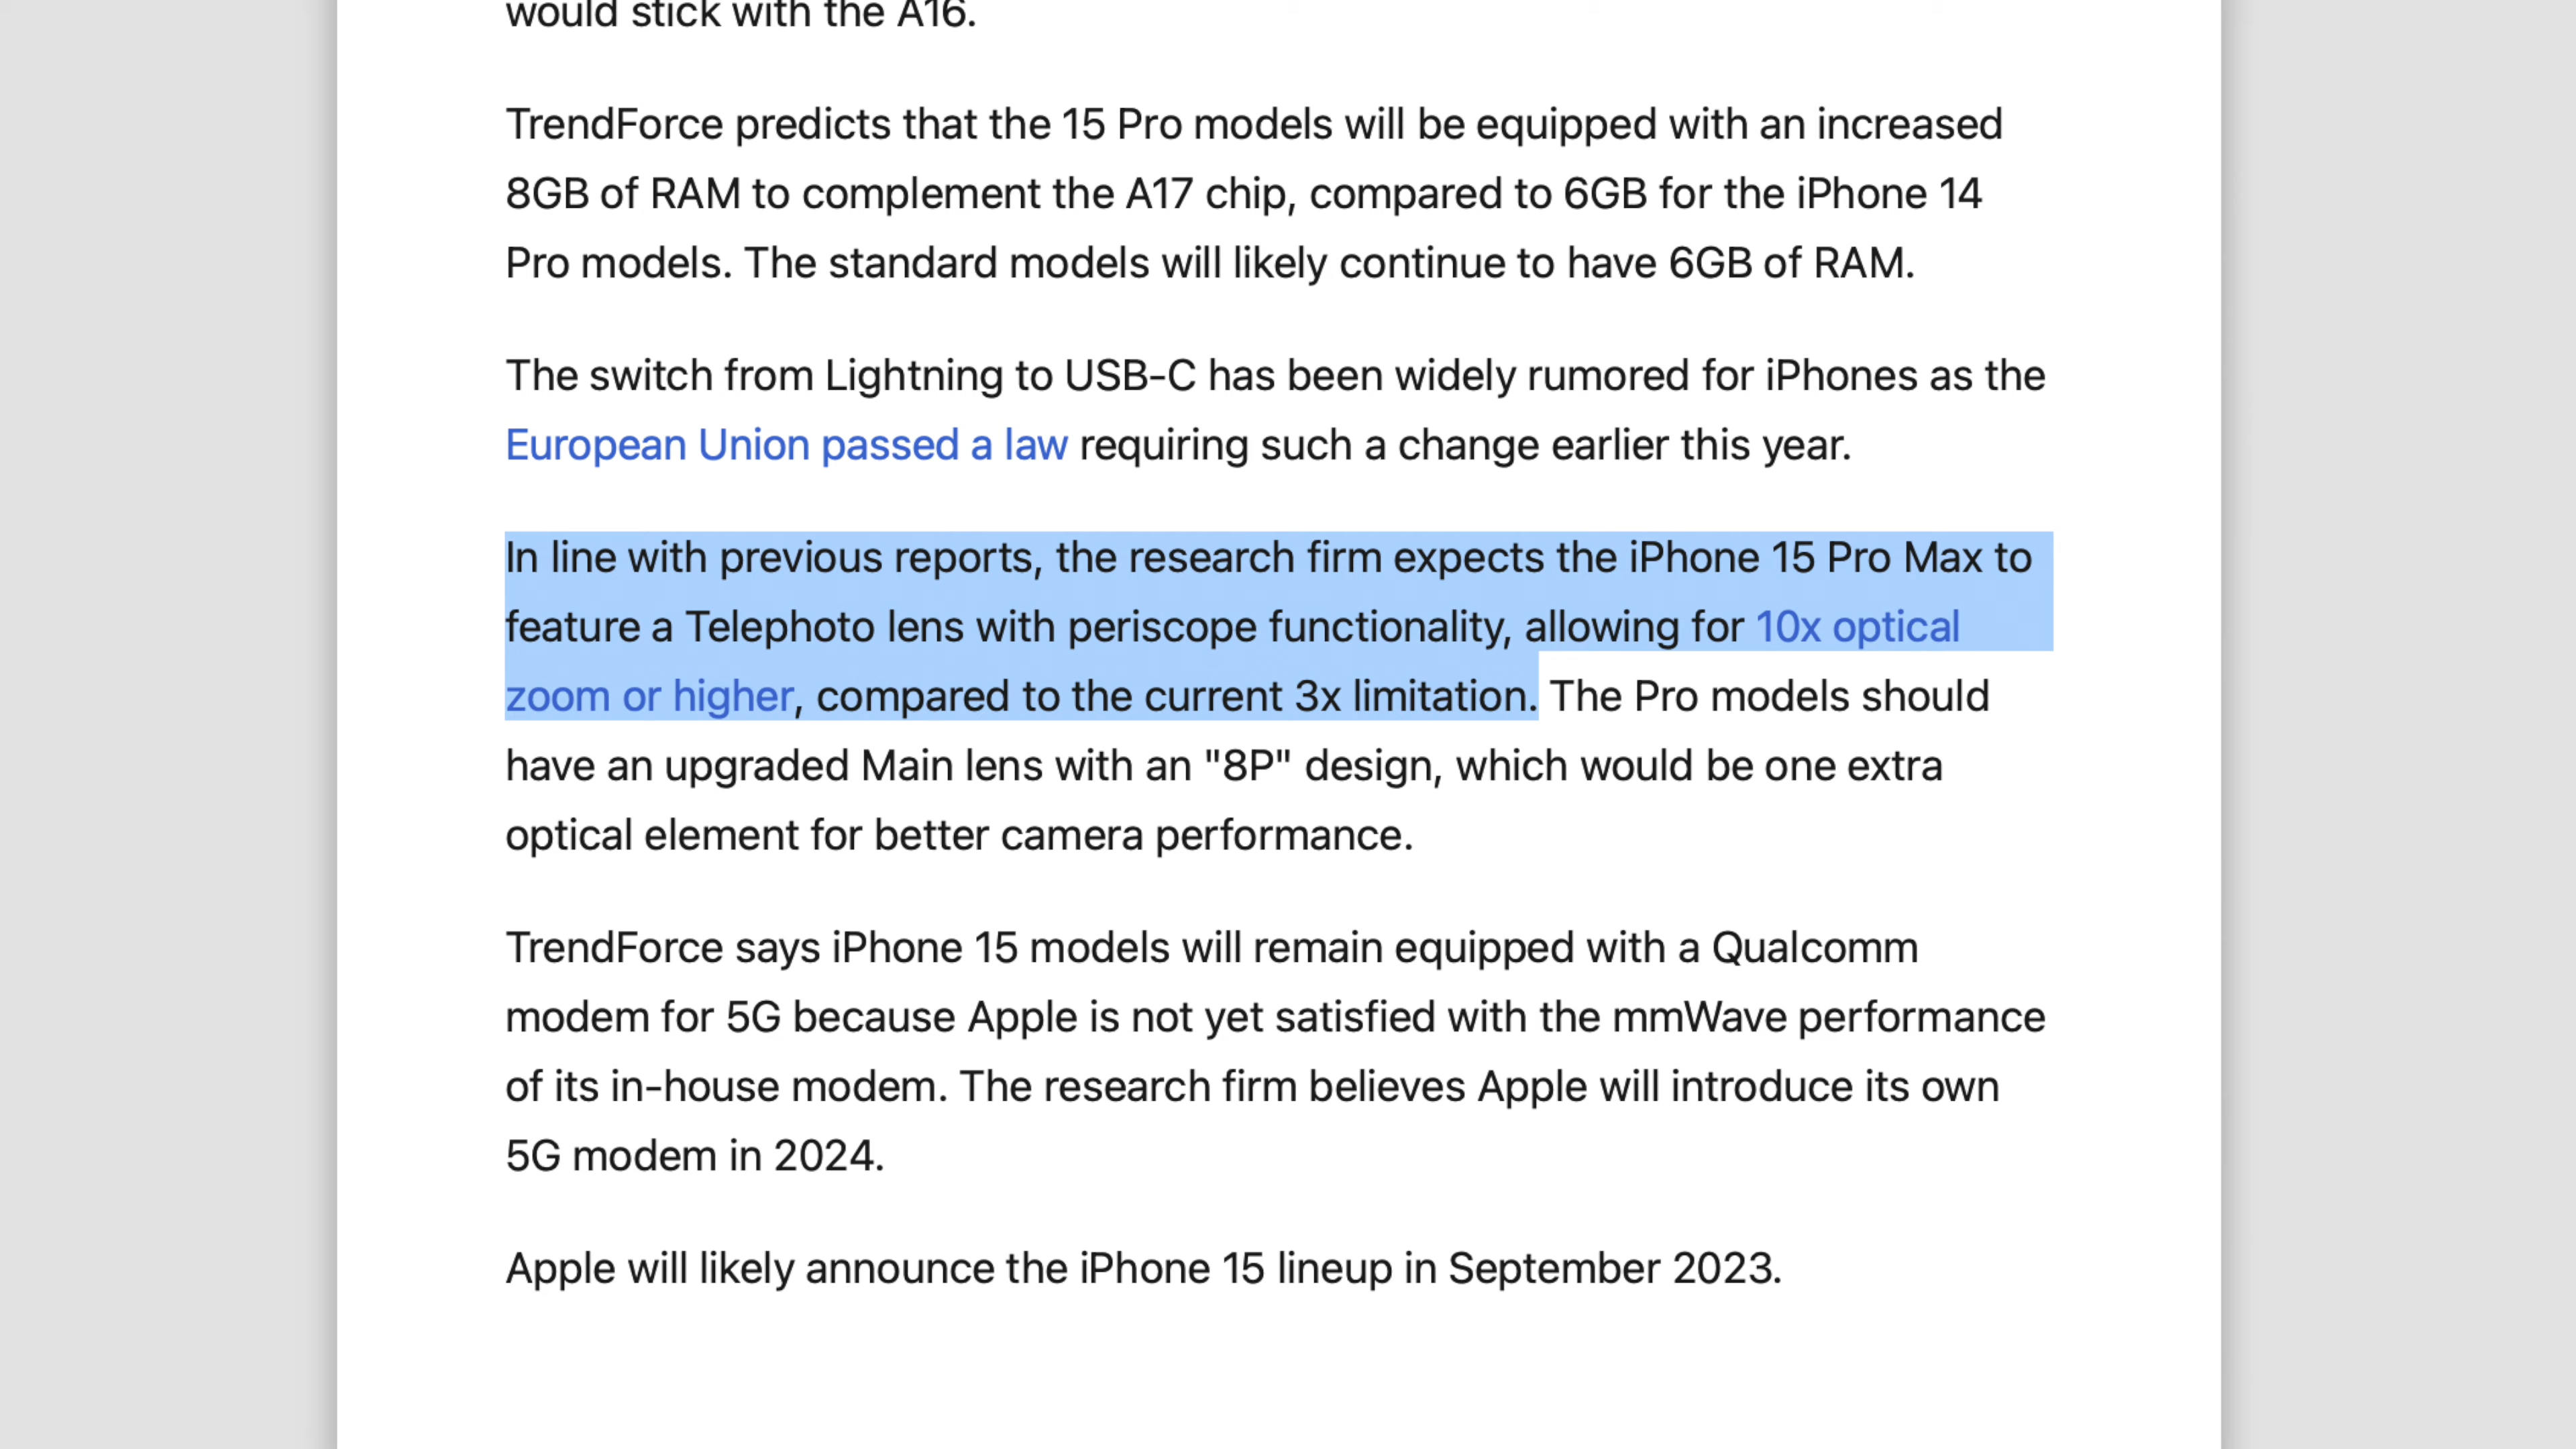 would stick with the A16.
TrendForce predicts that the 15 Pro models will be equipped with an increased
8GB of RAM to complement the A17 chip, compared to 6GB for the iPhone 14
Pro models. The standard models will likely continue to have 6GB of RAM.
The switch from Lightning to USB-C has been widely rumored for iPhones as the
European Union passed a law requiring such a change earlier this year.
In line with previous reports, the research firm expects the iPhone 15 Pro Max to
feature a Telephoto lens with periscope functionality, allowing for 10x optical
zoom or higher, compared to the current 3x limitation. The Pro models should
have an upgraded Main lens with an "8P" design, which would be one extra
optical element for better camera performance.
TrendForce says iPhone 15 models will remain equipped with a Qualcomm
modem for 5G because Apple is not yet satisfied with the mmWave performance
of its in-house modem. The research firm believes Apple will introduce its own
5G modem in 2024.
Apple will likely announce the iPhone 15 lineup in September 2023.